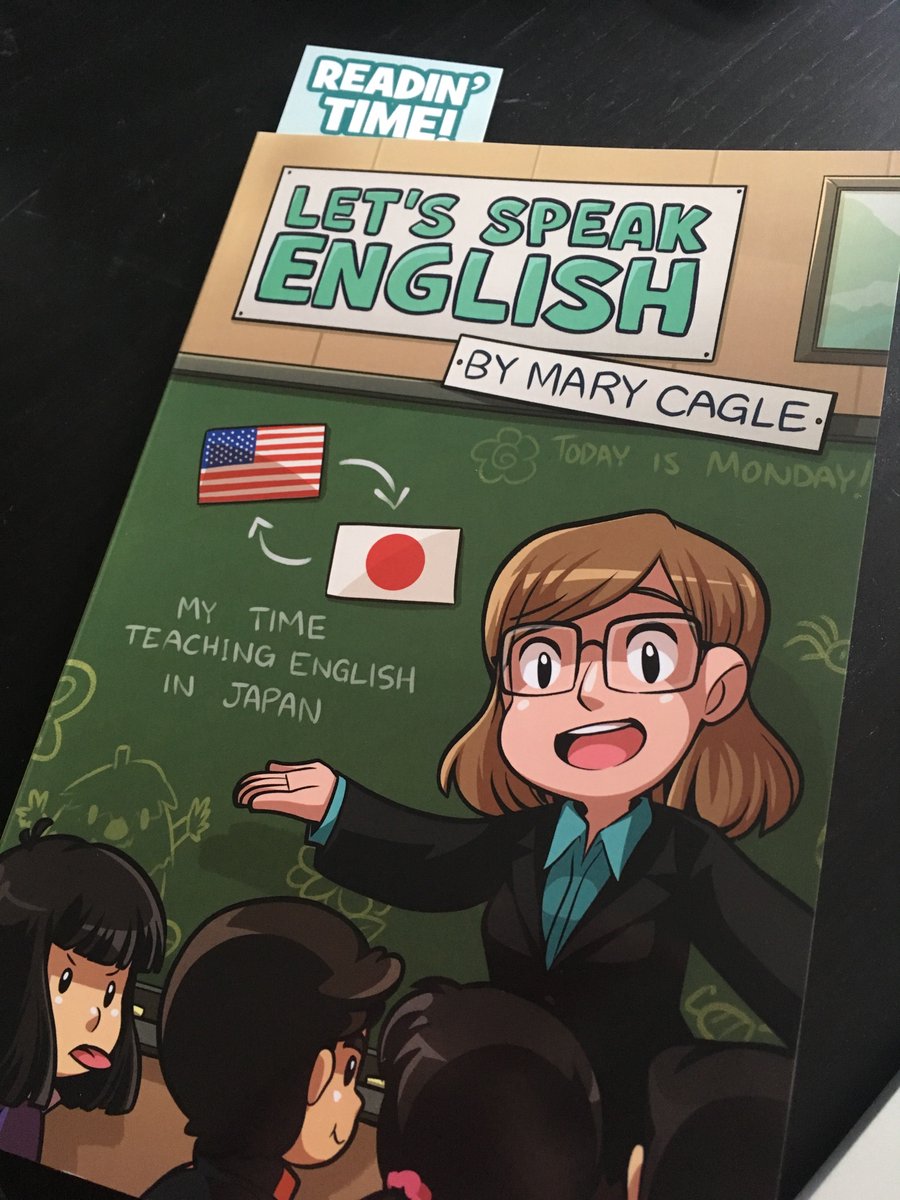 READIN'
TIME!
LET'S SPEAK
ENGLISH
BY MARY CAGLE
TODAY IS MONDAY!
MY TIME
TEACHING ENGLISH
IN JAPAN